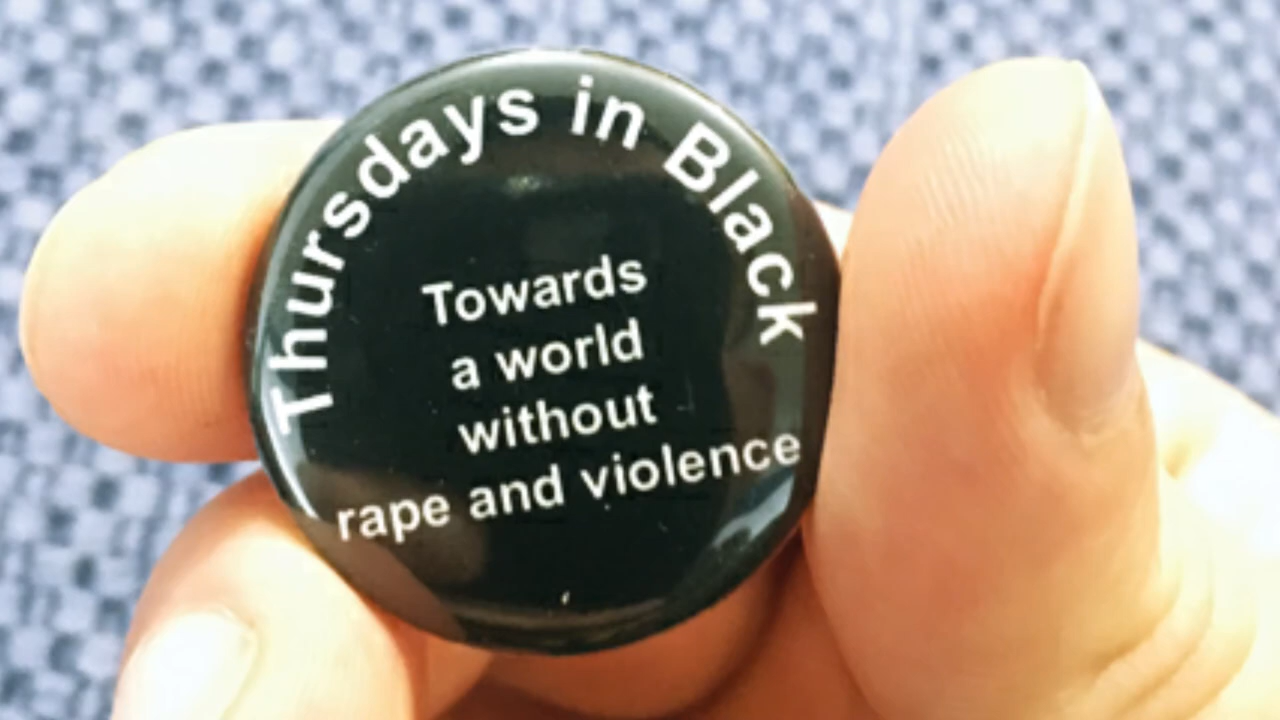 Thursdays in Black
Towards
a world
without
rape and violence